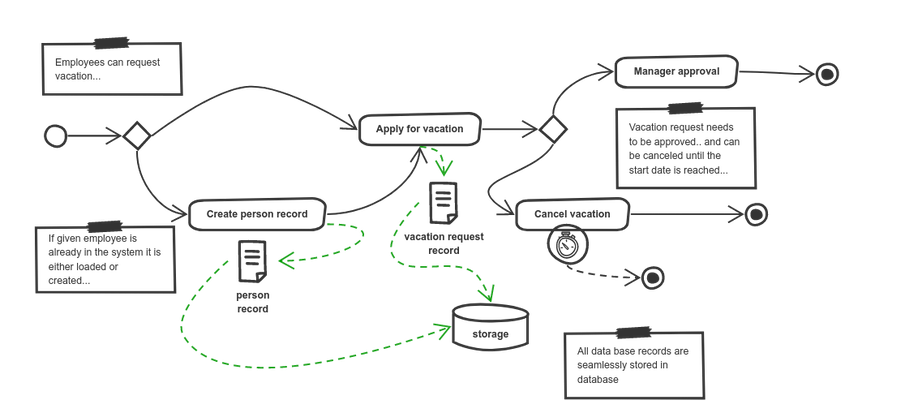 Employees can request
vacation...
Manager approval
Apply for vacation
Vacation request needs
to be approved.. and can
be canceled until the
start date is reached...
Create person record
Cancel vacation
If given employee is
already in the system it is
either loaded or
created...
vacation request
record
person
record
storage
All data base records are
seamlessly stored in
database